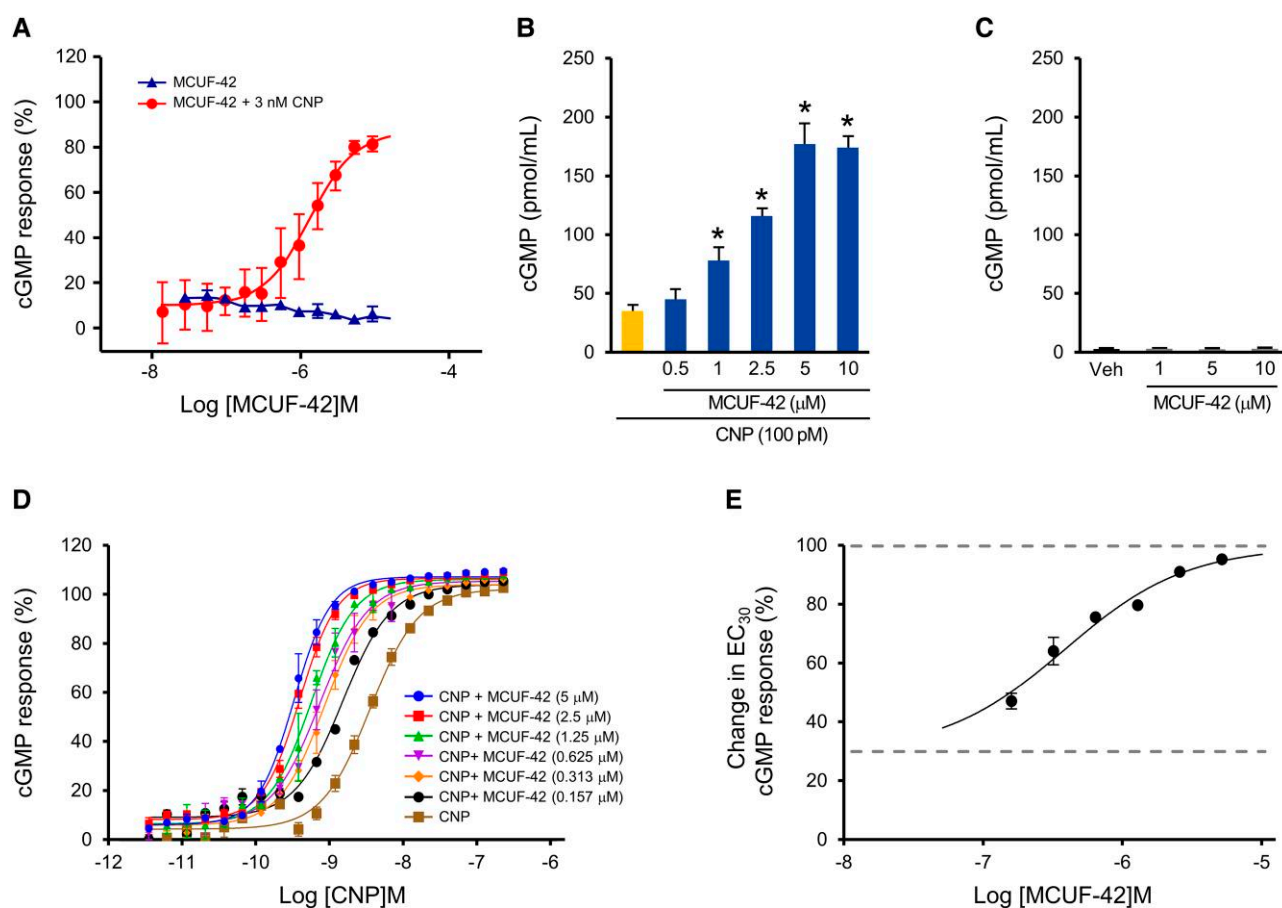 A
cGMP response (%)
120
100
80
60
40
20
0
MCUF-42
MCUF-42 + 3 nM CNP
-8
-6
-4
Log [MCUF-42]M
B
cGMP (pmol/mL)
250
200
150
100
50
0
*
*
*
*
0.5
1
2.5
5
10
MCUF-42 (μM)
CNP (100 pM)
C
cGMP (pmol/mL)
250
200
150
100
50
0
Veh
1
5
10
MCUF-42 (μM)
D
cGMP response (%)
120
100
80
60
40
20
0
CNP + MCUF-42 (5 μM)
CNP + MCUF-42 (2.5 μM)
CNP + MCUF-42 (1.25 μM)
CNP+ MCUF-42 (0.625 μM)
CNP+ MCUF-42 (0.313 μM)
CNP+ MCUF-42 (0.157 μM)
CNP
-12
-11
-10
-9
-8
-7
-6
Log [CNP]M
E
Change in EC30
cGMP response (%)
100
80
60
40
20
0
-8
-7
-6
-5
Log [MCUF-42]M